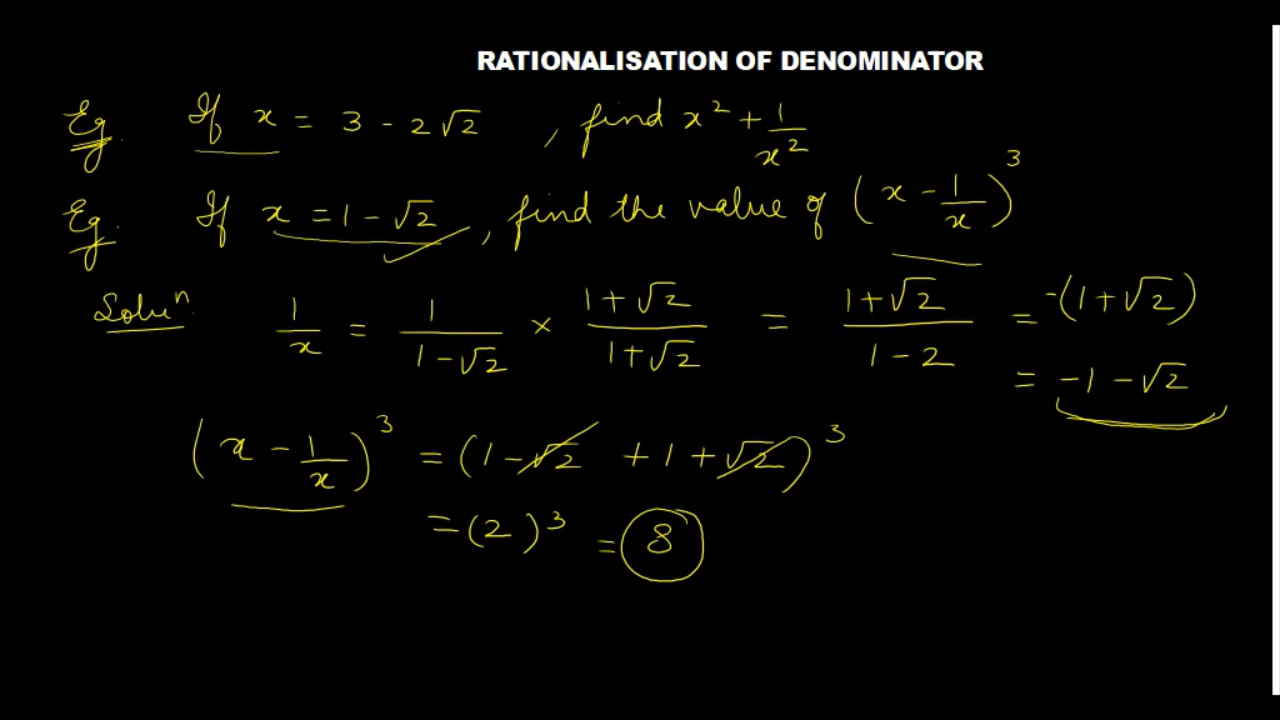 RATIONALISATION OF DENOMINATOR
Eg. If x = 3 - 2√2 , find x² + 1/x²
Eg. If x = 1 - √2 , find the value of (x - 1/x)³
Soluⁿ 1/x = 1/(1 - √2) × (1 + √2)/(1 + √2) = (1 + √2)/(1 - 2) = -(1 + √2)
= -1 - √2
(x - 1/x)³ = (1 - √2 + 1 + √2)³
= (2)³ = 8